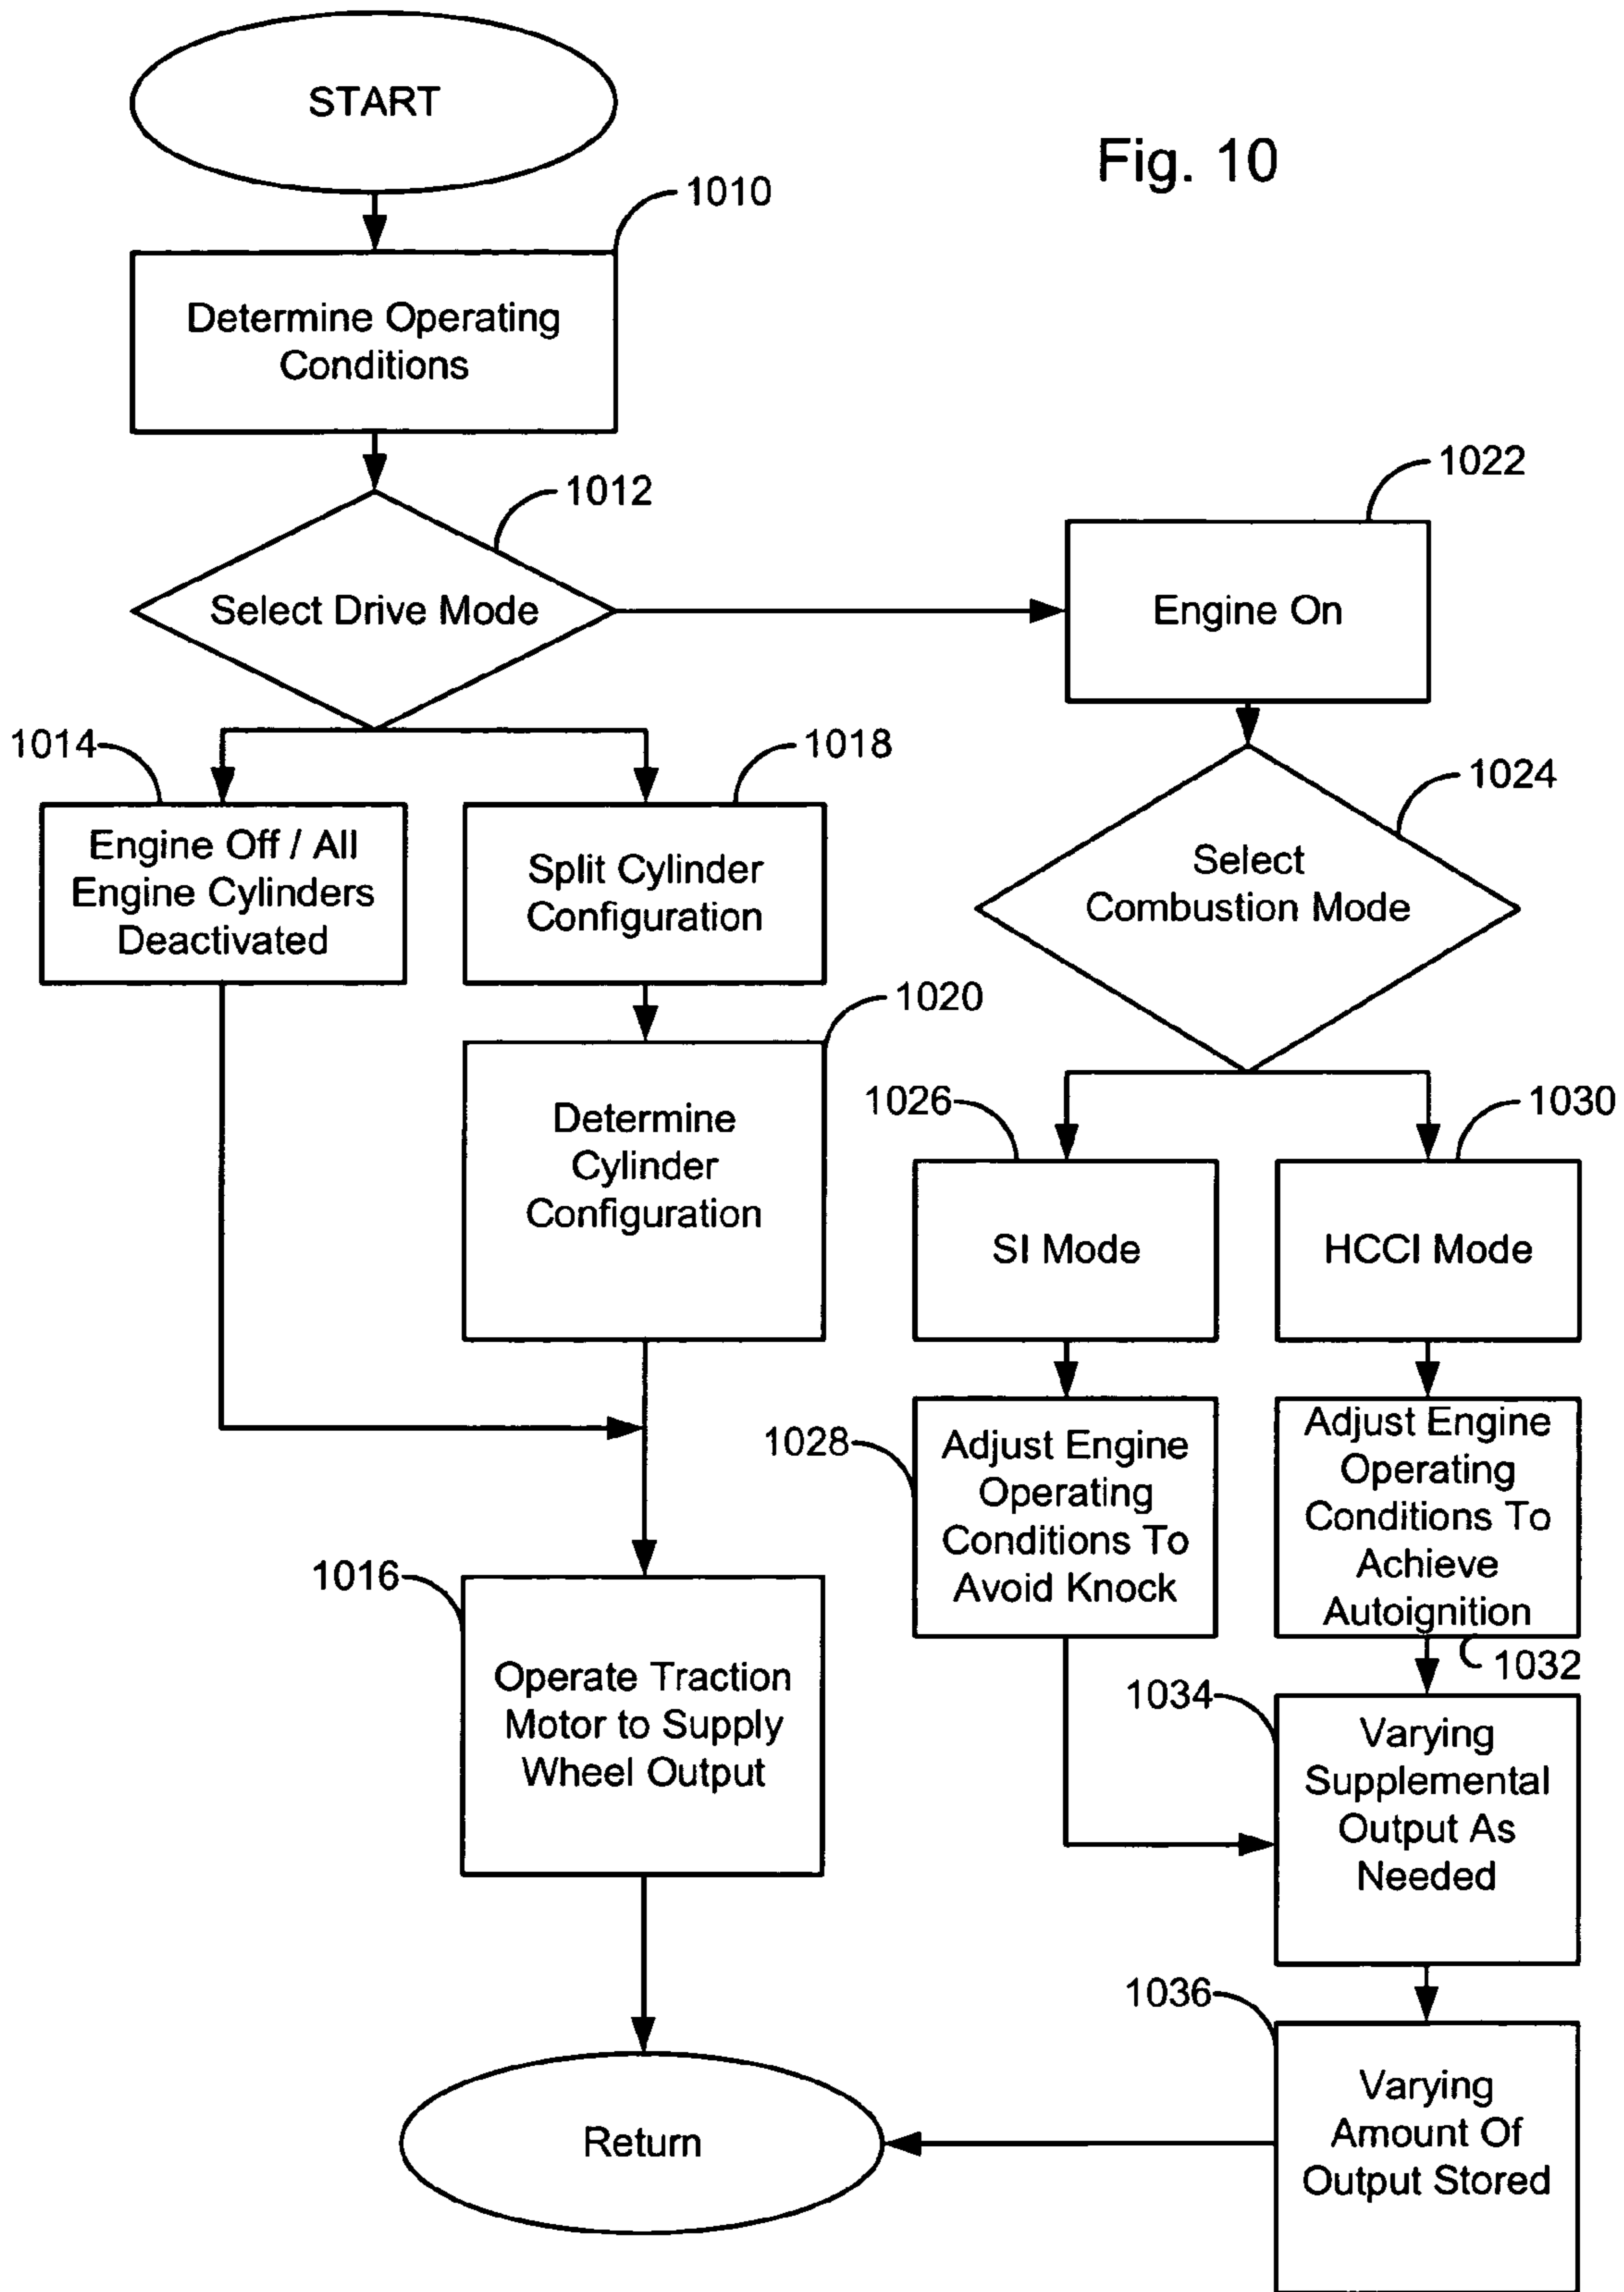 START
Fig. 10
1010
Determine Operating
Conditions
1012
Select Drive Mode
1022
Engine On
1014
Engine Off / All
Engine Cylinders
Deactivated
1018
Split Cylinder
Configuration
1024
Select
Combustion Mode
1020
Determine
Cylinder
Configuration
1026
SI Mode
1030
HCCI Mode
1028
Adjust Engine
Operating
Conditions To
Avoid Knock
Adjust Engine
Operating
Conditions To
Achieve
Autoignition
1032
1016
Operate Traction
Motor to Supply
Wheel Output
1034
Varying
Supplemental
Output As
Needed
1036
Varying
Amount Of
Output Stored
Return